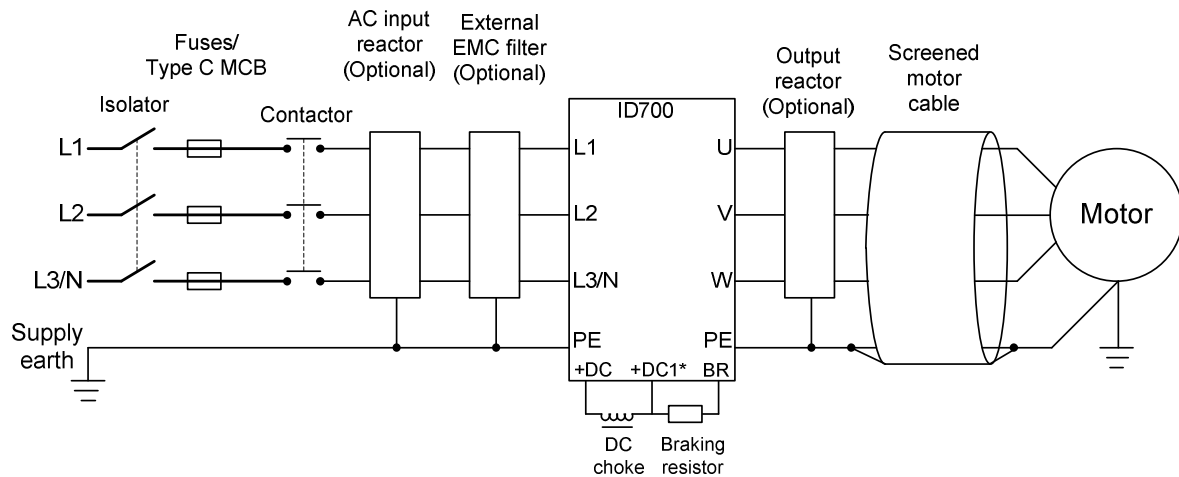 AC input
reactor
(Optional)
External
EMC filter
(Optional)
Fuses/
Type C MCB
Isolator
Contactor
ID700
Output
reactor
(Optional)
Screened
motor
cable
L1
L1
U
L2
L2
V
Motor
L3/N
L3/N
W
Supply
earth
PE
PE
+DC
+DC1*
BR
DC
choke
Braking
resistor